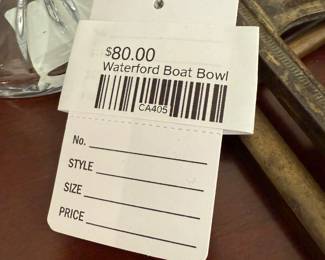 $80.00
Waterford Boat Bowl
CA405
No.
STYLE
SIZE
PRICE